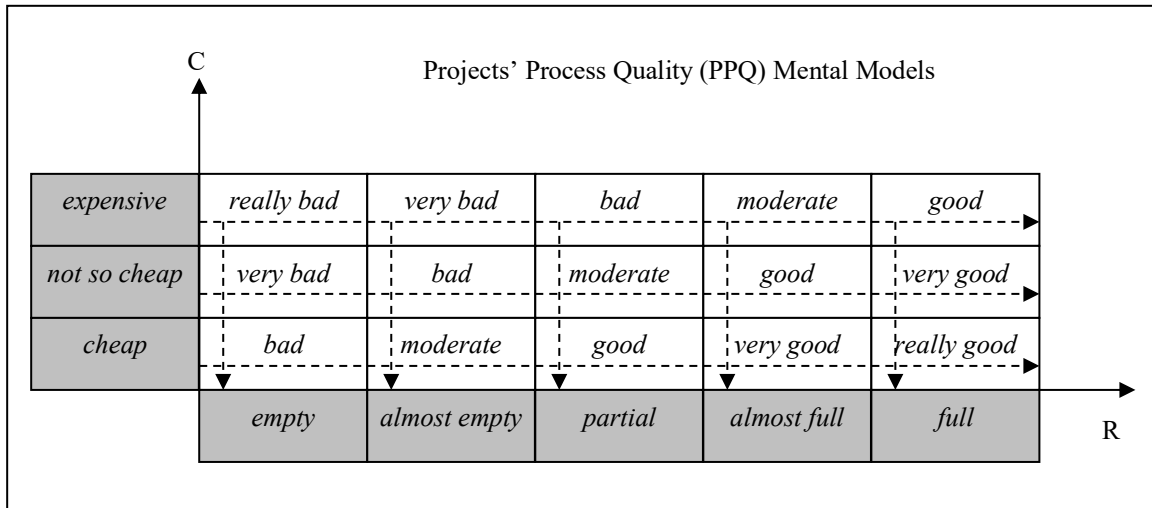 C
Projects’ Process Quality (PPQ) Mental Models
expensive really bad very bad bad moderate good
not so cheap very bad bad moderate good very good
cheap bad moderate good very good really good
empty almost empty partial almost full full
R